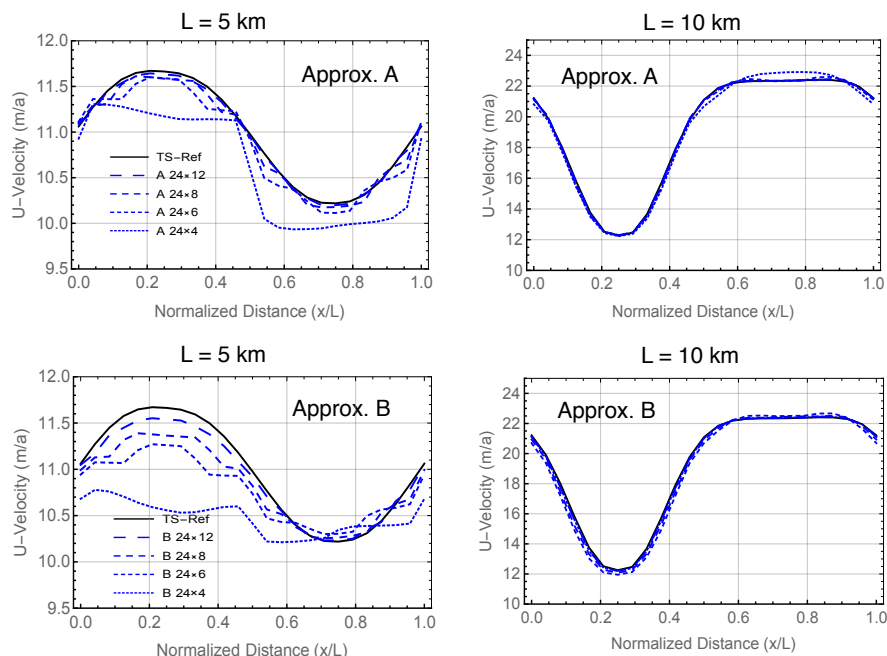 L = 5 km
12.0
11.5
11.0
10.5
10.0
9.5
U-Velocity (m/a)
Approx. A
TS-Ref
A 24×12
A 24×8
A 24×6
A 24×4
0.0 0.2 0.4 0.6 0.8 1.0
Normalized Distance (x/L)
L = 10 km
24
22
20
18
16
14
12
10
U-Velocity (m/a)
Approx. A
0.0 0.2 0.4 0.6 0.8 1.0
Normalized Distance (x/L)
L = 5 km
12.0
11.5
11.0
10.5
10.0
9.5
U-Velocity (m/a)
Approx. B
TS-Ref
B 24×12
B 24×8
B 24×6
B 24×4
0.0 0.2 0.4 0.6 0.8 1.0
Normalized Distance (x/L)
L = 10 km
24
22
20
18
16
14
12
10
U-Velocity (m/a)
Approx. B
0.0 0.2 0.4 0.6 0.8 1.0
Normalized Distance (x/L)